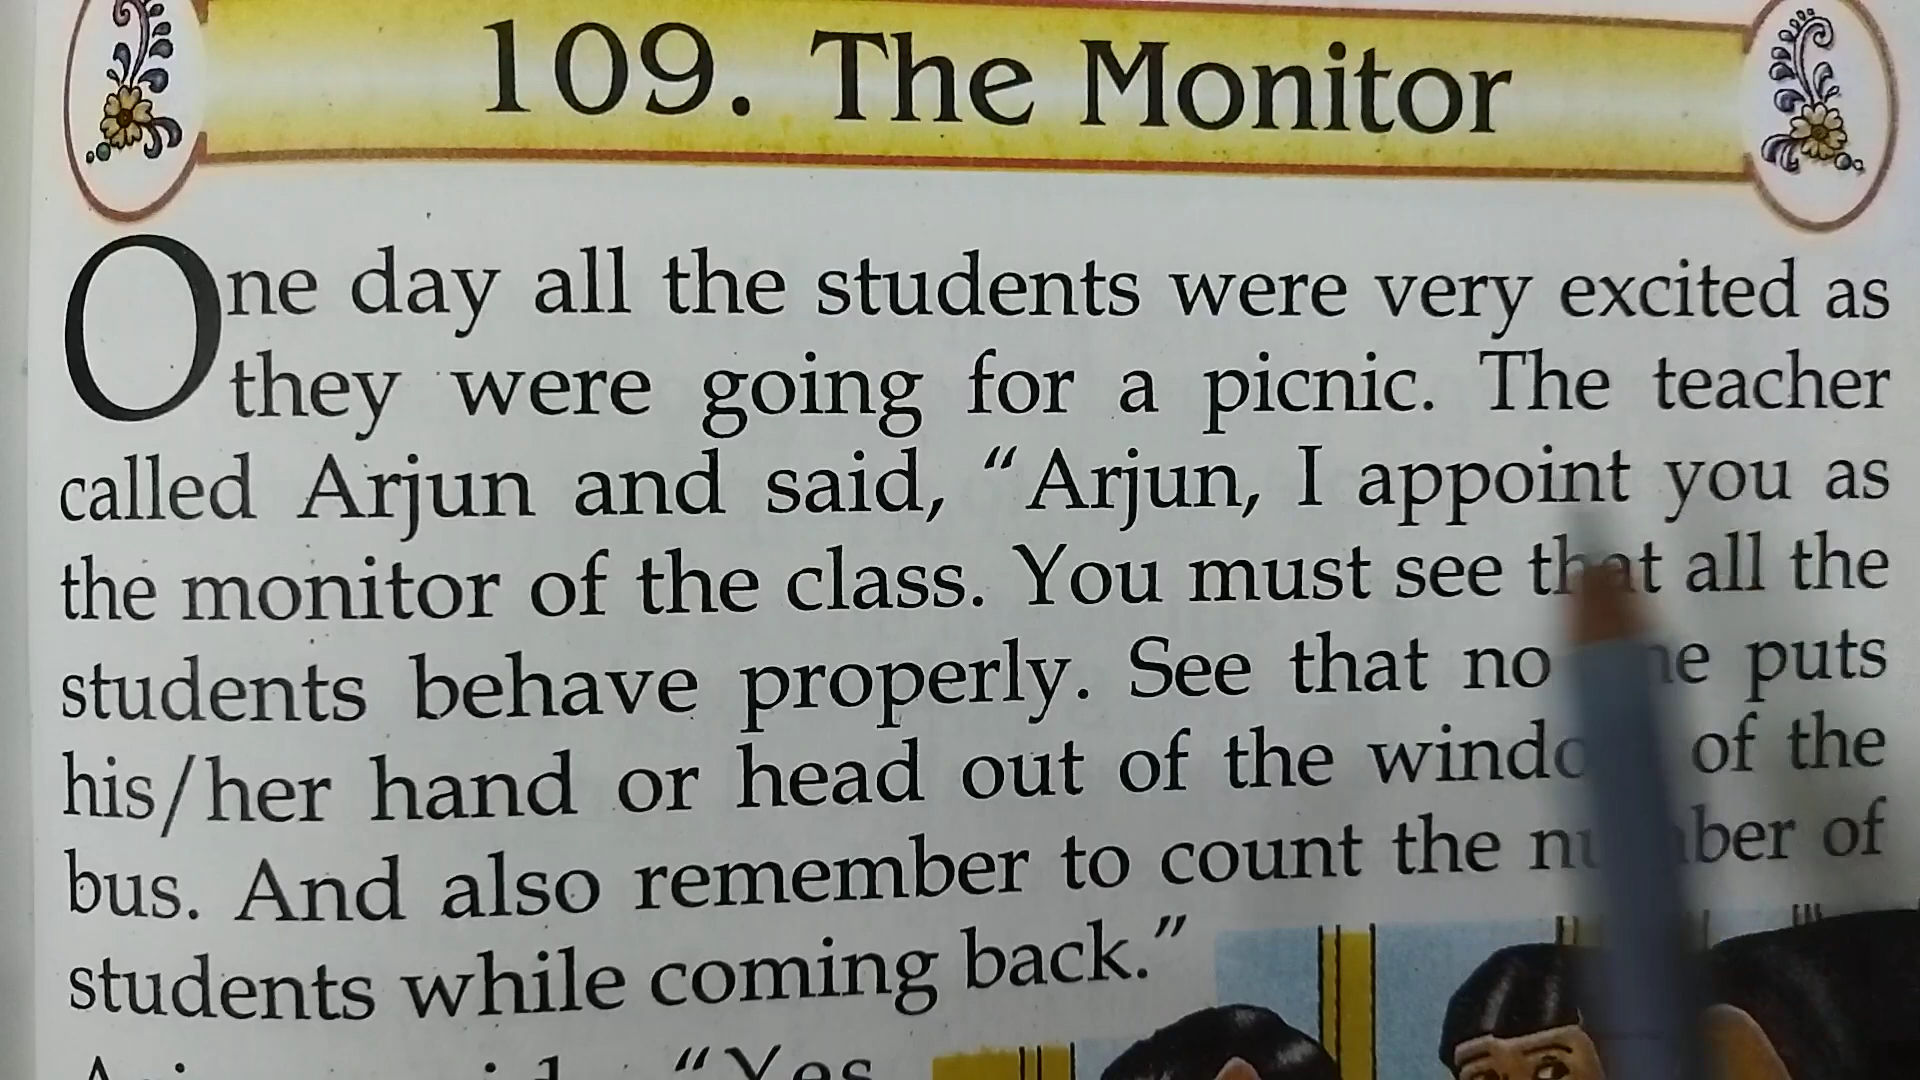 109. The Monitor
One day all the students were very excited as
they were going for a picnic. The teacher
called Arjun and said, “Arjun, I appoint you as
the monitor of the class. You must see that all the
students behave properly. See that no puts
his/her hand or head out of the window of the
bus. And also remember to count the number of
students while coming back.”
“Yes